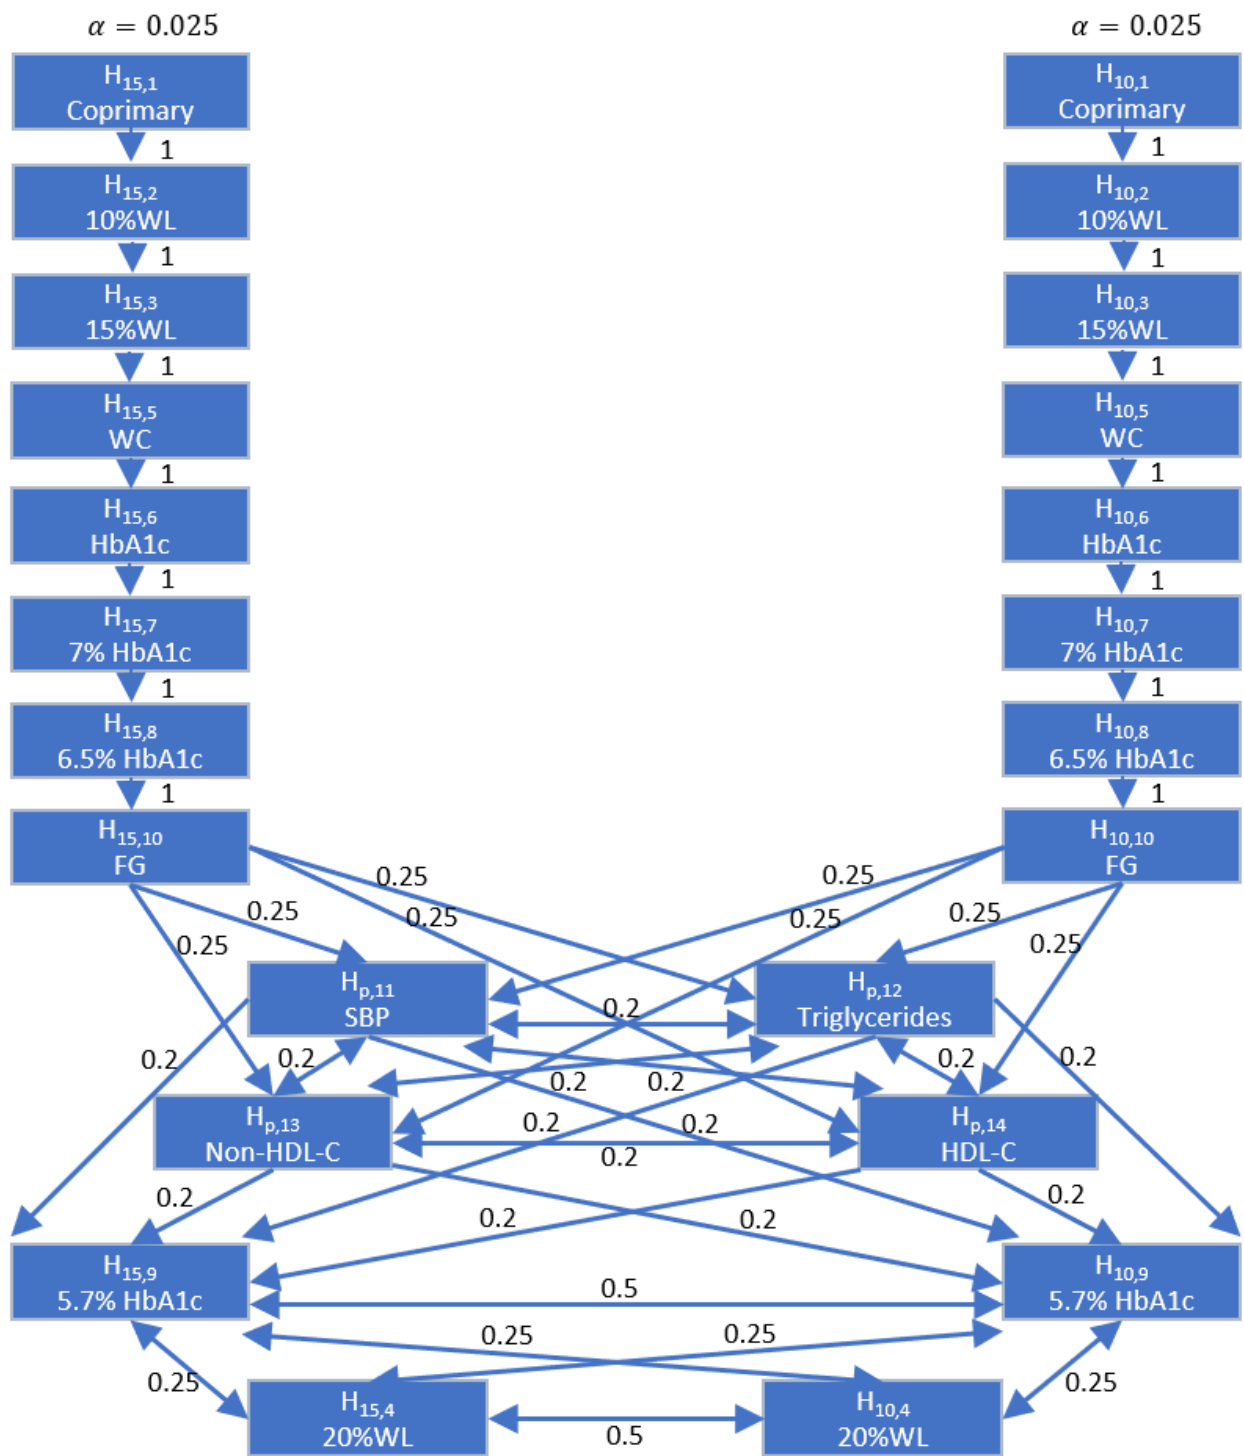 α = 0.025
α = 0.025
H15,1
Coprimary
H10,1
Coprimary
1
1
H15,2
10%WL
H10,2
10%WL
1
1
H15,3
15%WL
H10,3
15%WL
1
1
H15,5
WC
H10,5
WC
1
1
H15,6
HbA1c
H10,6
HbA1c
1
1
H15,7
7% HbA1c
H10,7
7% HbA1c
1
1
H15,8
6.5% HbA1c
H10,8
6.5% HbA1c
1
1
H15,10
FG
H10,10
FG
0.25
0.25
0.25
0.25
0.25
0.25
0.25
0.25
Hp,11
SBP
Hp,12
Triglycerides
0.2
0.2
0.2
0.2
0.2
0.2
0.2
Hp,13
Non-HDL-C
Hp,14
HDL-C
0.2
0.2
0.2
0.2
0.2
0.2
0.2
H15,9
5.7% HbA1c
H10,9
5.7% HbA1c
0.5
0.25
0.25
0.25
0.25
H15,4
20%WL
H10,4
20%WL
0.5